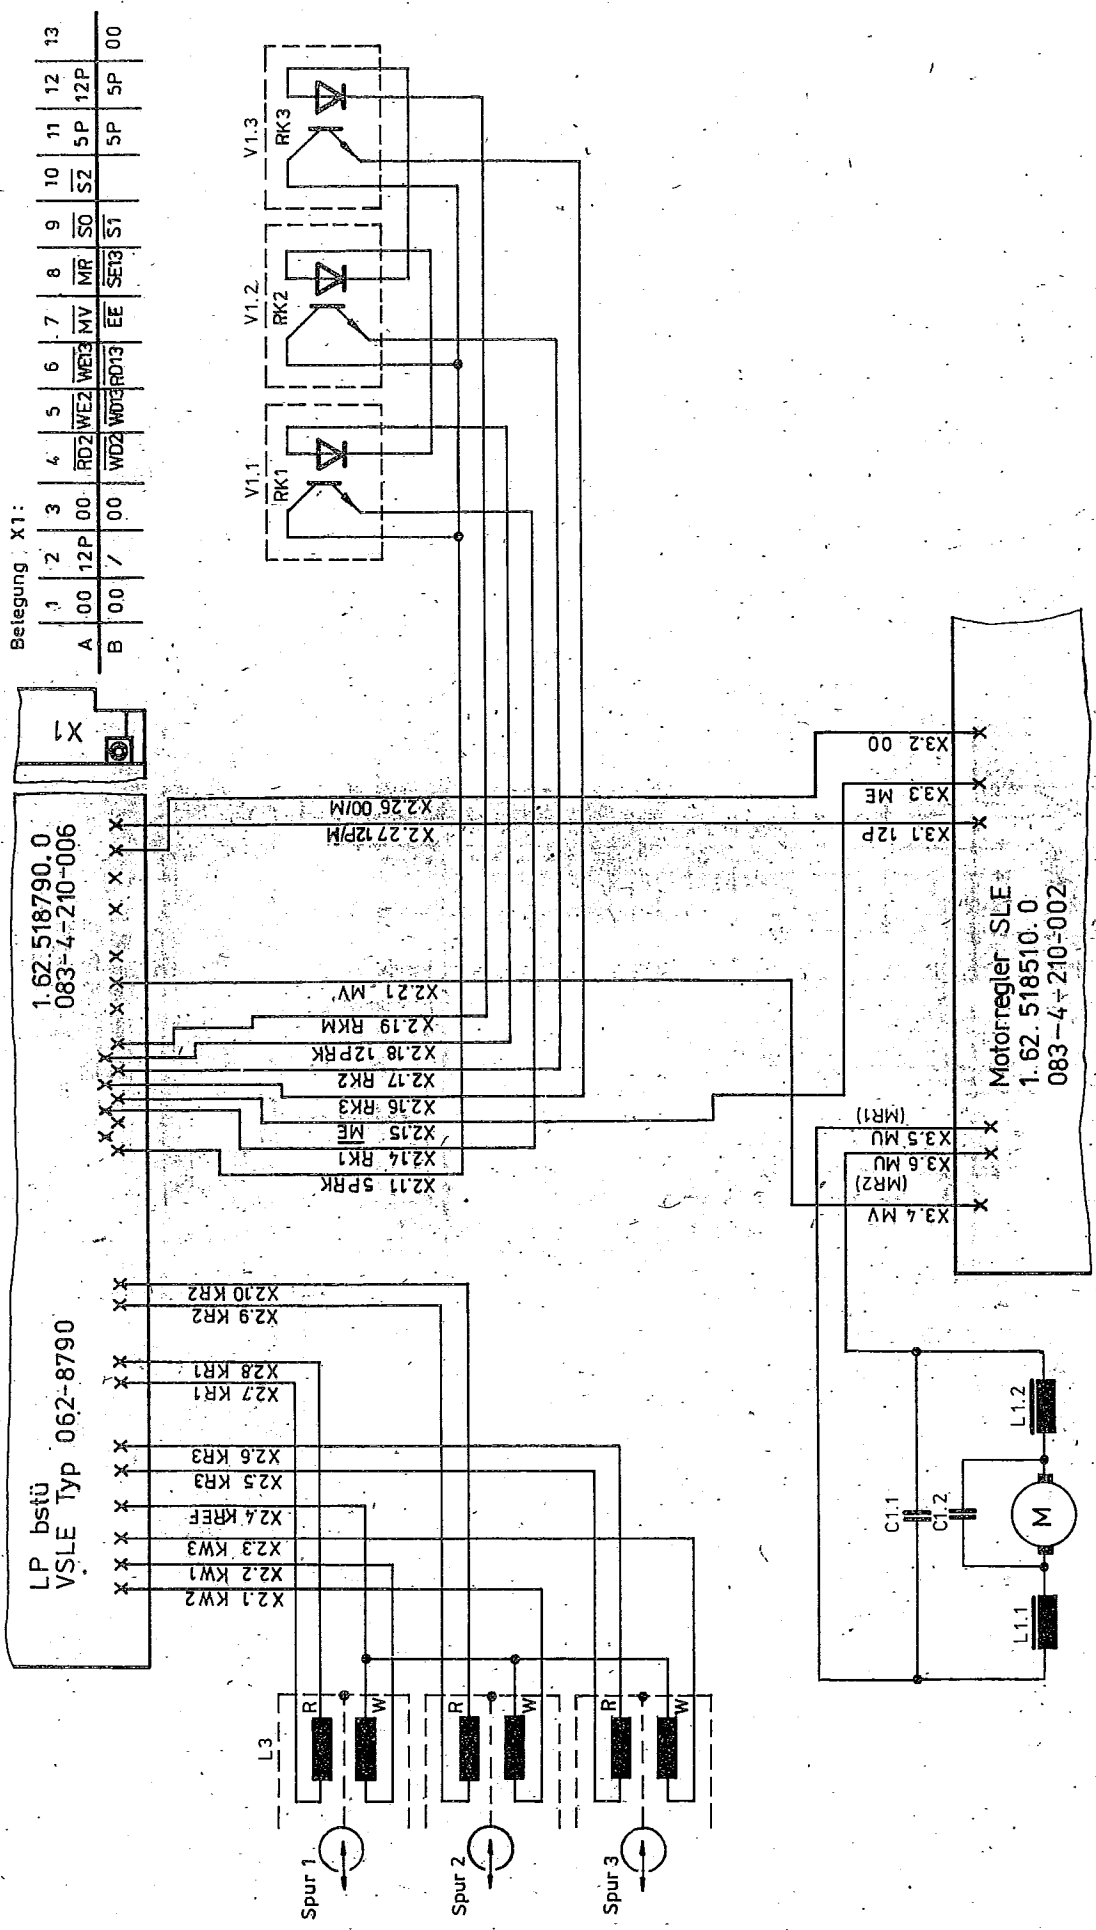 Belegung X1:
1 2 3 4 5 6 7 8 9 10 11 12 13
A 00 12P 00 RD2 WE2 WE13 MV MR S0 S2 5P 12P
B 00 / 00 WD2 WD13 RD13 EE SE13 S1 5P 5P 00
X1
LP bstü
VSLE Typ 062-8790
1.62.518790.0
083-4-210-006
X2.1 KW2
X2.2 KW1
X2.3 KW3
X2.4 KREF
X2.5 KR3
X2.6 KR3
X2.7 KR1
X2.8 KR1
X2.9 KR2
X2.10 KR2
X2.11 5PRK
X2.14 RK1
X2.15 ME
X2.16 RK3
X2.17 RK2
X2.18 12PRK
X2.19 RKM
X2.21 MV
X2.27 12P/M
X2.26 00/M
V1.1
RK1
V1.2
RK2
V1.3
RK3
L3
R
W
Spur 1
R
W
Spur 2
R
W
Spur 3
X3.4 MV
(MR2)
X3.6 MU
X3.5 MU
(MR1)
X3.1 12P
X3.3 ME
X3.2 00
Motorregler SLE
1.62.518510.0
083-4-210-002
C1.1
C1.2
L1.1
M
L1.2